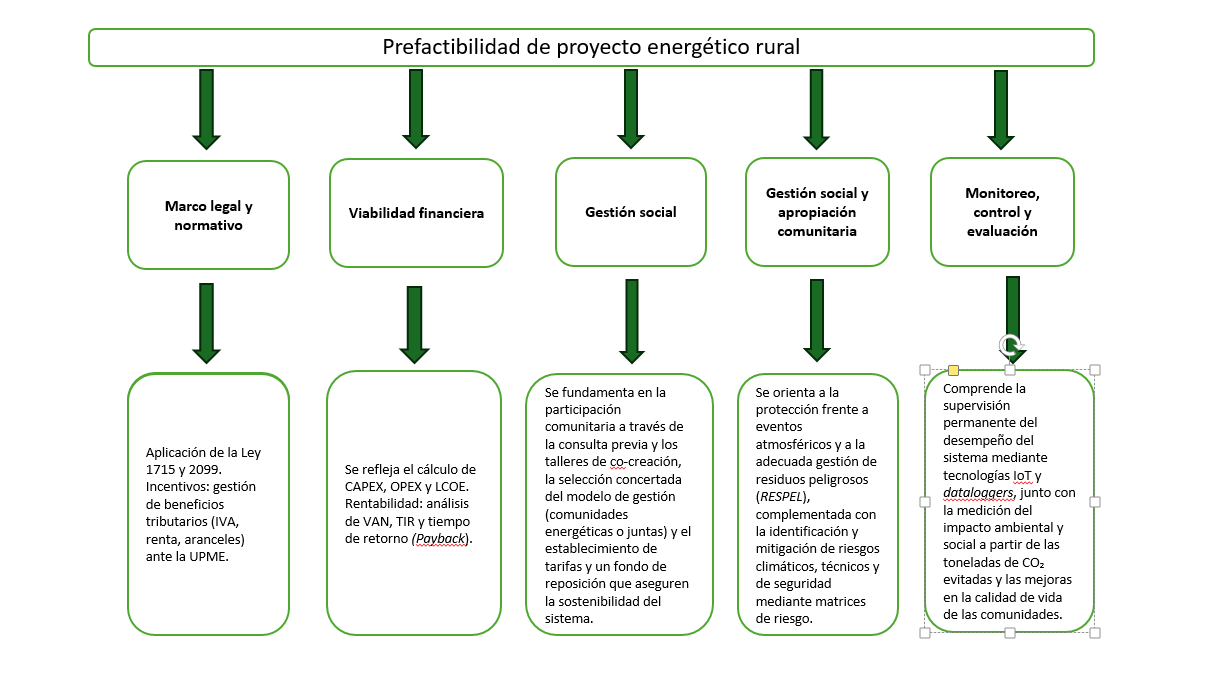 Prefactibilidad de proyecto energético rural
Marco legal y
normativo
Viabilidad financiera
Gestión social
Gestión social y
apropiación
comunitaria
Monitoreo,
control y
evaluación
Aplicación de la Ley
1715 y 2099.
Incentivos: gestión
de beneficios
tributarios (IVA,
renta, aranceles)
ante la UPME.
Se refleja el cálculo de
CAPEX, OPEX y LCOE.
Rentabilidad: análisis
de VAN, TIR y tiempo
de retorno (Payback).
Se fundamenta en la
participación
comunitaria a través de
la consulta previa y los
talleres de co-creación,
la selección concertada
del modelo de gestión
(comunidades
energéticas o juntas) y el
establecimiento de
tarifas y un fondo de
reposición que aseguren
la sostenibilidad del
sistema.
Se orienta a la
protección frente a
eventos
atmosféricos y a la
adecuada gestión de
residuos peligrosos
(RESPEL),
complementada con
la identificación y
mitigación de riesgos
climáticos, técnicos y
de seguridad
mediante matrices
de riesgo.
Comprende la
supervisión
permanente del
desempeño del
sistema mediante
tecnologías IoT y
dataloggers, junto con
la medición del
impacto ambiental y
social a partir de las
toneladas de CO₂
evitadas y las mejoras
en la calidad de vida
de las comunidades.